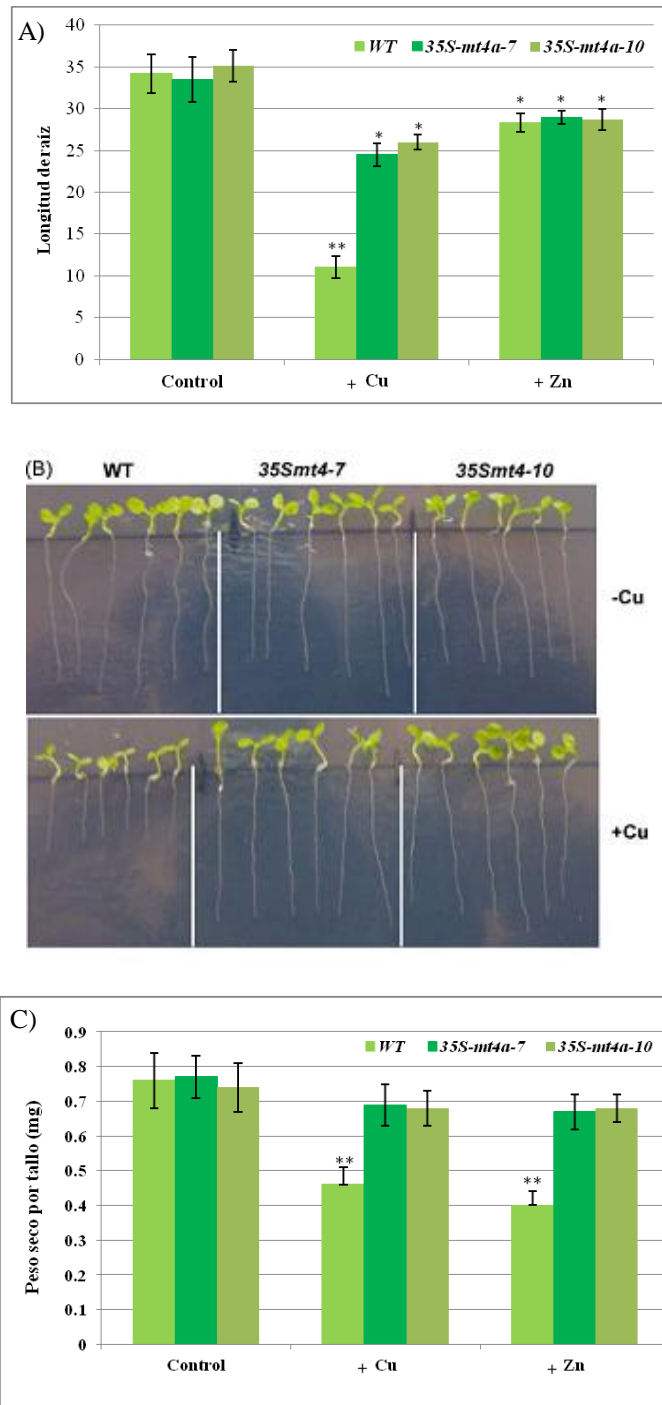 A)
WT 35S-mt4a-7 35S-mt4a-10
Longitud deraíz
40
35
30
25
20
15
10
5
0
* * * * *
**
Control + Cu + Zn
(B)
WT 35Smt4-7 35Smt4-10
-Cu
+Cu
C)
WT 35S-mt4a-7 35S-mt4a-10
Peso seco por tallo (mg)
0.9
0.8
0.7
0.6
0.5
0.4
0.3
0.2
0.1
0
** **
Control + Cu + Zn